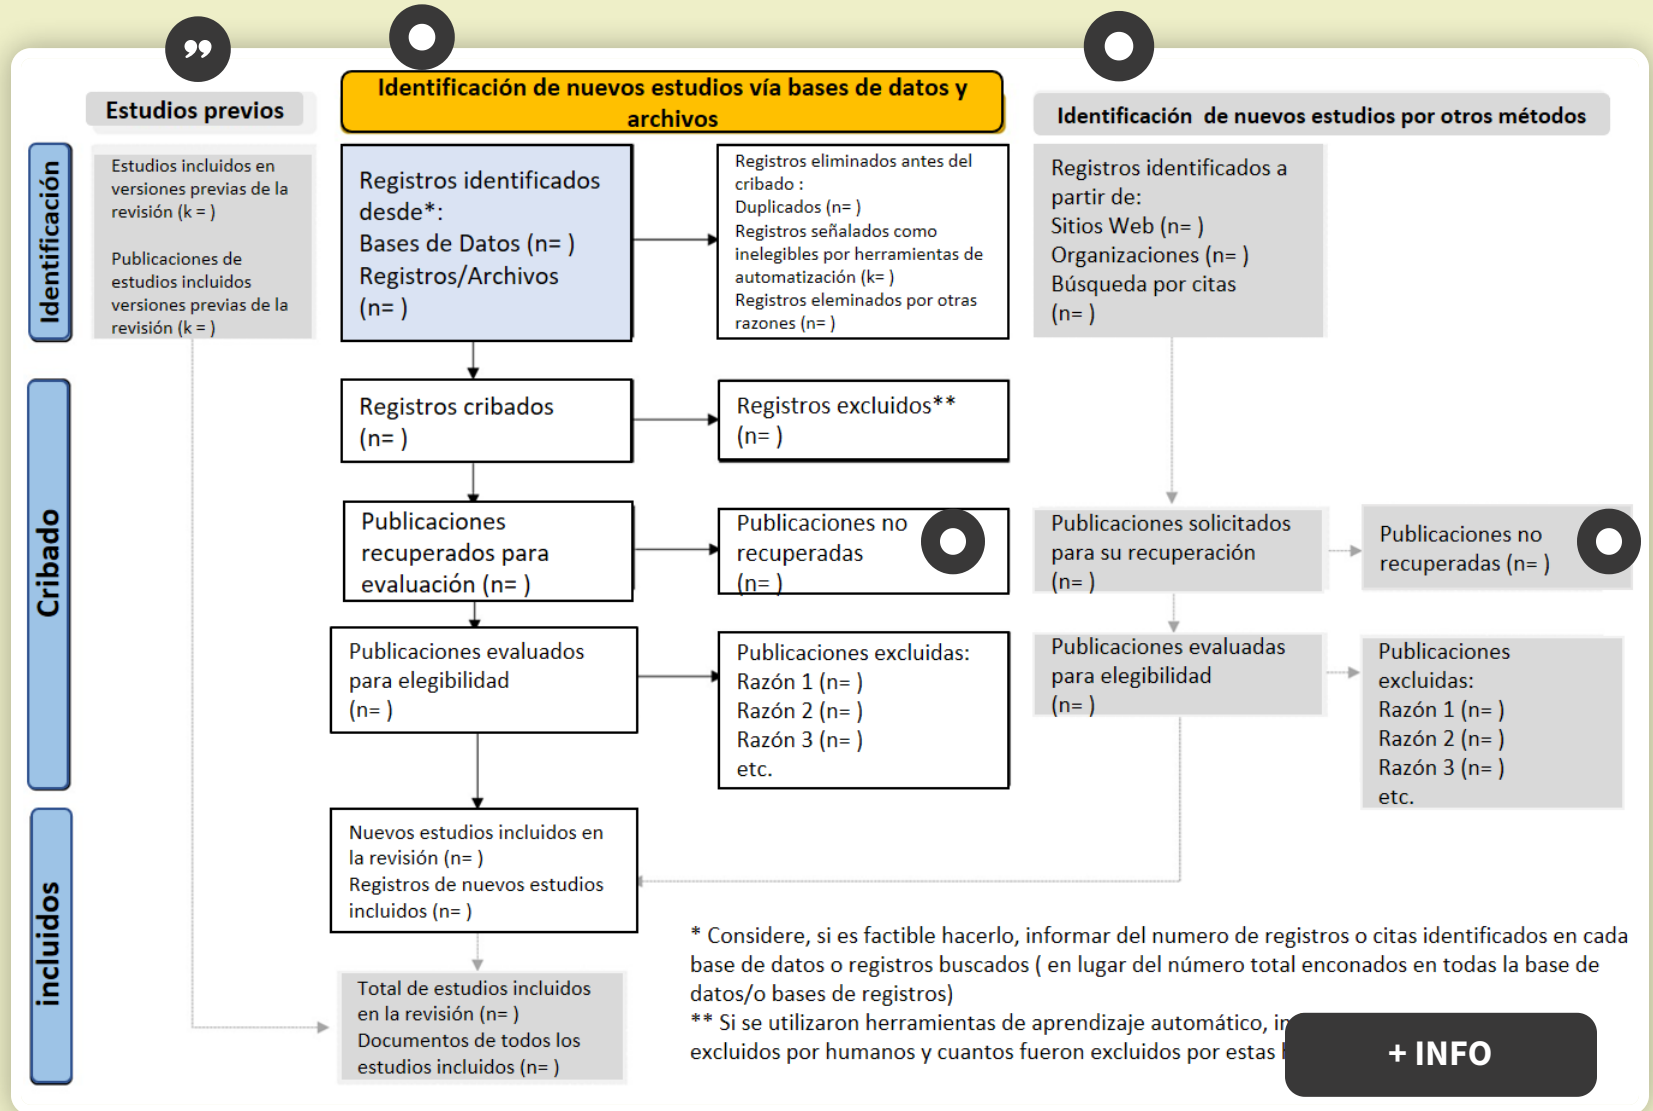 Estudios previos
Identificación de nuevos estudios vía bases de datos y
archivos
Identificación de nuevos estudios por otros métodos
Identificación
Estudios incluidos en
versiones previas de la
revisión (k = )
Publicaciones de
estudios incluidos
versiones previas de la
revisión (k = )
Registros identificados
desde*:
Bases de Datos (n= )
Registros/Archivos
(n= )
Registros eliminados antes del
cribado :
Duplicados (n= )
Registros señalados como
inelegibles por herramientas de
automatización (k= )
Registros eleminados por otras
razones (n= )
Registros identificados a
partir de:
Sitios Web (n= )
Organizaciones (n= )
Búsqueda por citas
(n= )
Cribado
Registros cribados
(n= )
Registros excluidos**
(n= )
Publicaciones
recuperados para
evaluación (n= )
Publicaciones no
recuperadas
(n= )
Publicaciones solicitados
para su recuperación
(n= )
Publicaciones no
recuperadas (n= )
Publicaciones evaluados
para elegibilidad
(n= )
Publicaciones excluidas:
Razón 1 (n= )
Razón 2 (n= )
Razón 3 (n= )
etc.
Publicaciones evaluadas
para elegibilidad
(n= )
Publicaciones
excluidas:
Razón 1 (n= )
Razón 2 (n= )
Razón 3 (n= )
etc.
incluidos
Nuevos estudios incluidos en
la revisión (n= )
Registros de nuevos estudios
incluidos (n= )
Total de estudios incluidos
en la revisión (n= )
Documentos de todos los
estudios incluidos (n= )
* Considere, si es factible hacerlo, informar del numero de registros o citas identificados en cada
base de datos o registros buscados ( en lugar del número total enconados en todas la base de
datos/o bases de registros)
** Si se utilizaron herramientas de aprendizaje automático,
excluidos por humanos y cuantos fueron excluidos por estas
+ INFO